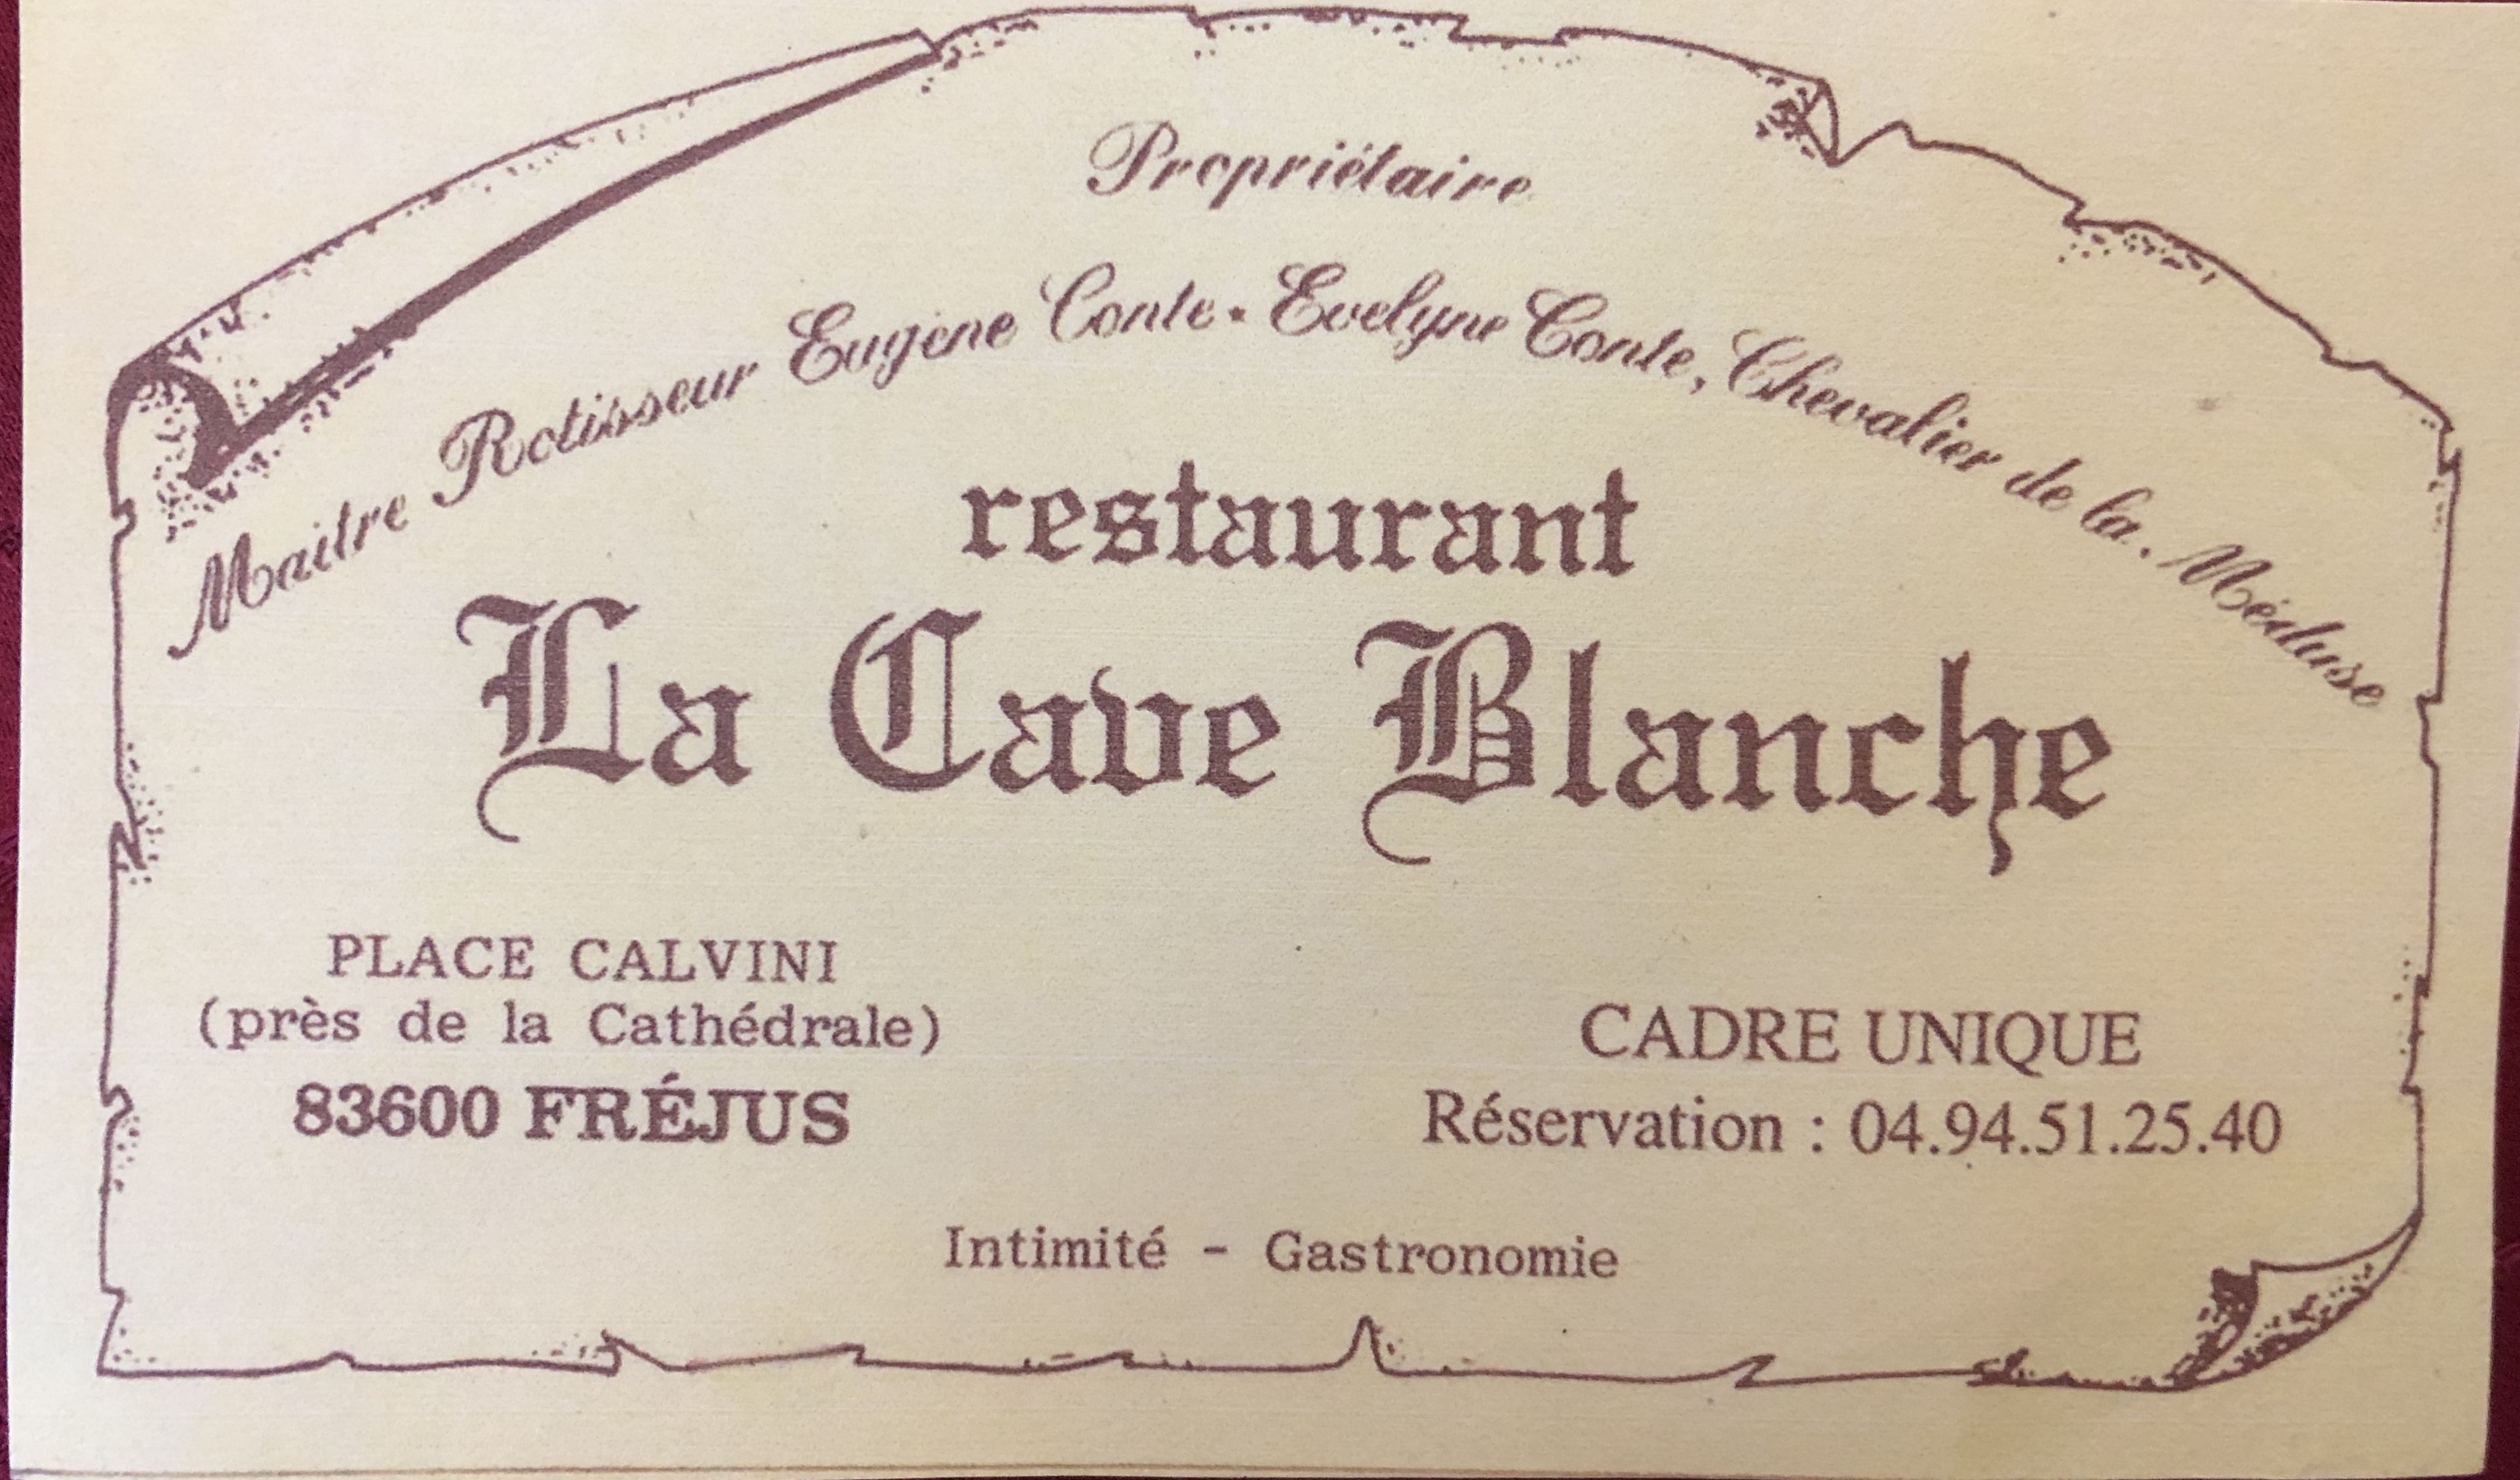 Propriétaire
Maitre Rotisseur Eugène Conte - Evelyne Conte, Chevalier de la. Méduse
restaurant
La Cave Blanche
PLACE CALVINI
(près de la Cathédrale)
83600 FRÉJUS
CADRE UNIQUE
Réservation : 04.94.51.25.40
Intimité - Gastronomie